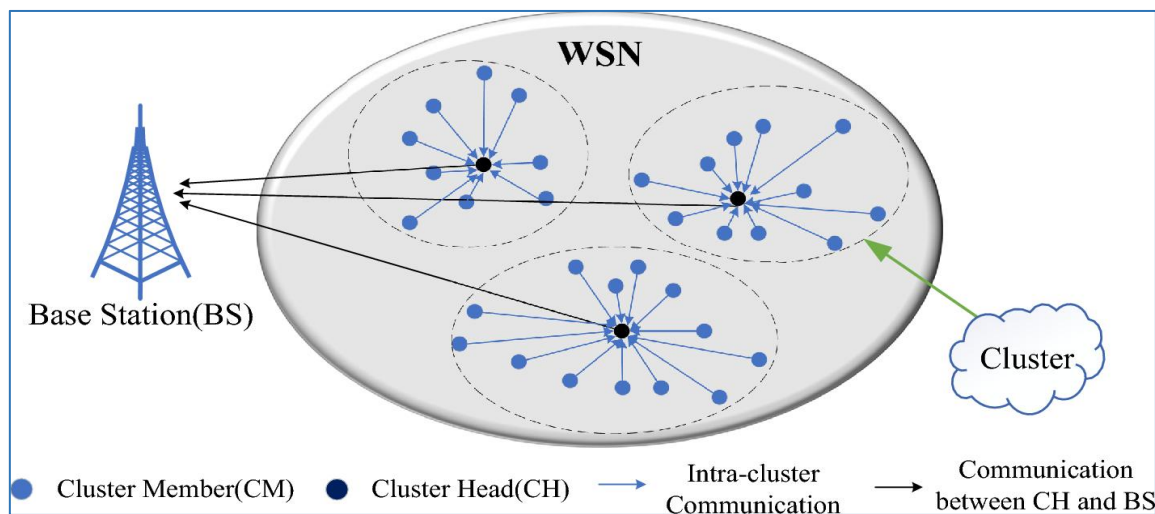 WSN
Base Station(BS)
Cluster
Cluster Member(CM)
Cluster Head(CH)
Intra-cluster
Communication
Communication
between CH and BS